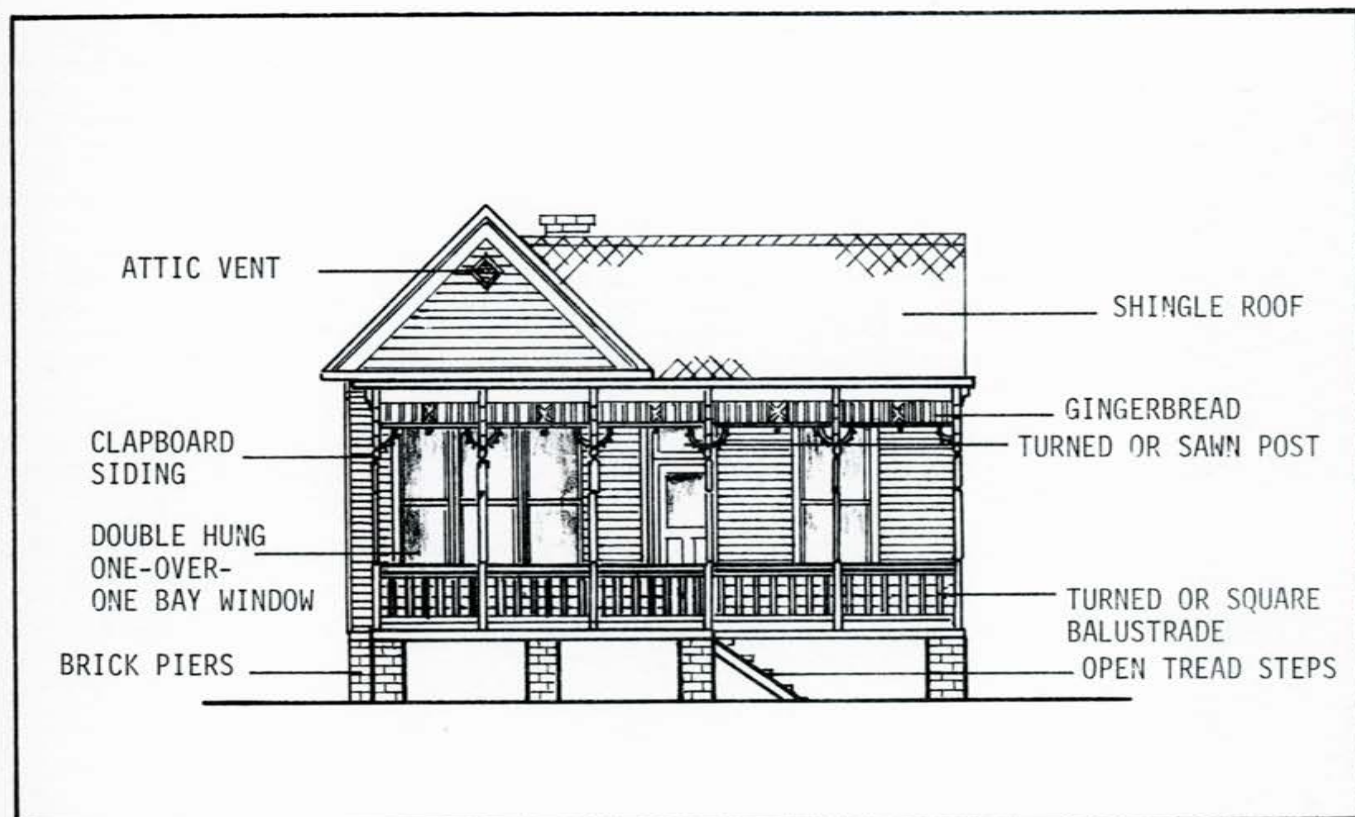 ATTIC VENT
SHINGLE ROOF
GINGERBREAD
TURNED OR SAWN POST
CLAPBOARD
SIDING
DOUBLE HUNG
ONE-OVER-
ONE BAY WINDOW
TURNED OR SQUARE
BALUSTRADE
BRICK PIERS
OPEN TREAD STEPS